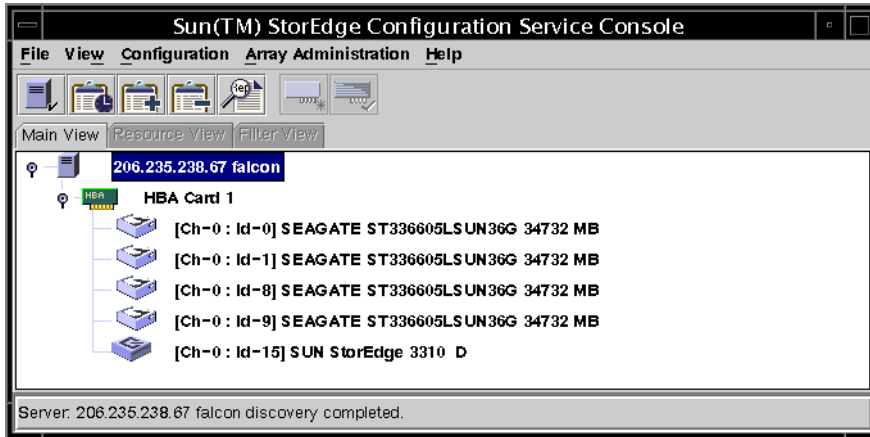 Sun(TM) StorEdge Configuration Service Console
File View Configuration Array Administration Help
Rep
Main View Resource View Filter View
206.235.238.67 falcon
HBA HBA Card 1
[Ch-0 : Id-0] SEAGATE ST336605LSUN36G 34732 MB
[Ch-0 : Id-1] SEAGATE ST336605LSUN36G 34732 MB
[Ch-0 : Id-8] SEAGATE ST336605LSUN36G 34732 MB
[Ch-0 : Id-9] SEAGATE ST336605LSUN36G 34732 MB
[Ch-0 : Id-15] SUN StorEdge 3310 D
Server: 206.235.238.67 falcon discovery completed.